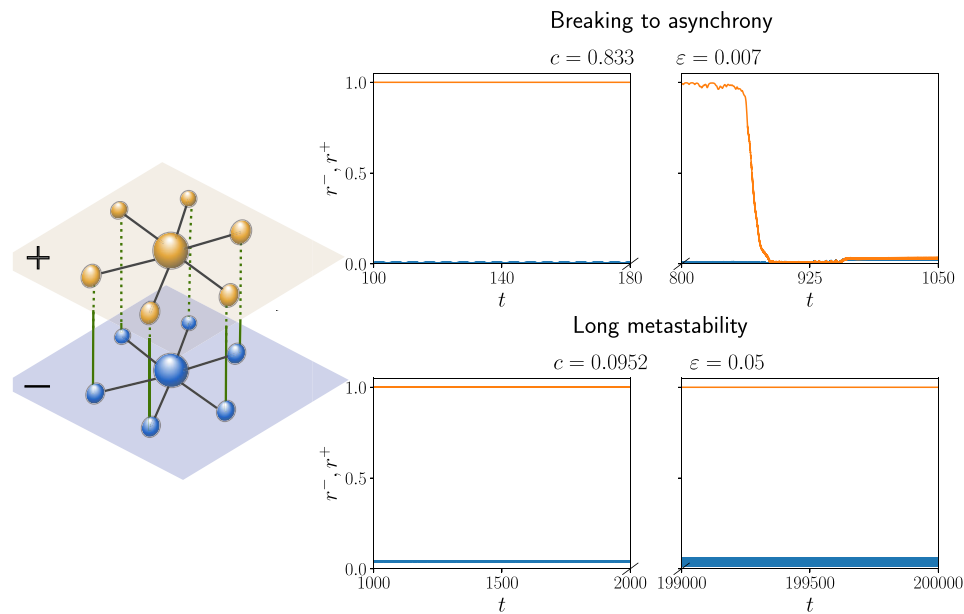 Breaking to asynchrony
c = 0.833
ε = 0.007
1.0
0.5
0.0
r⁻, r⁺
100 140 180
t
800 925 1050
t
Long metastability
c = 0.0952
ε = 0.05
1.0
0.5
0.0
r⁻, r⁺
1000 1500 2000
t
199000 199500 200000
t
+
−